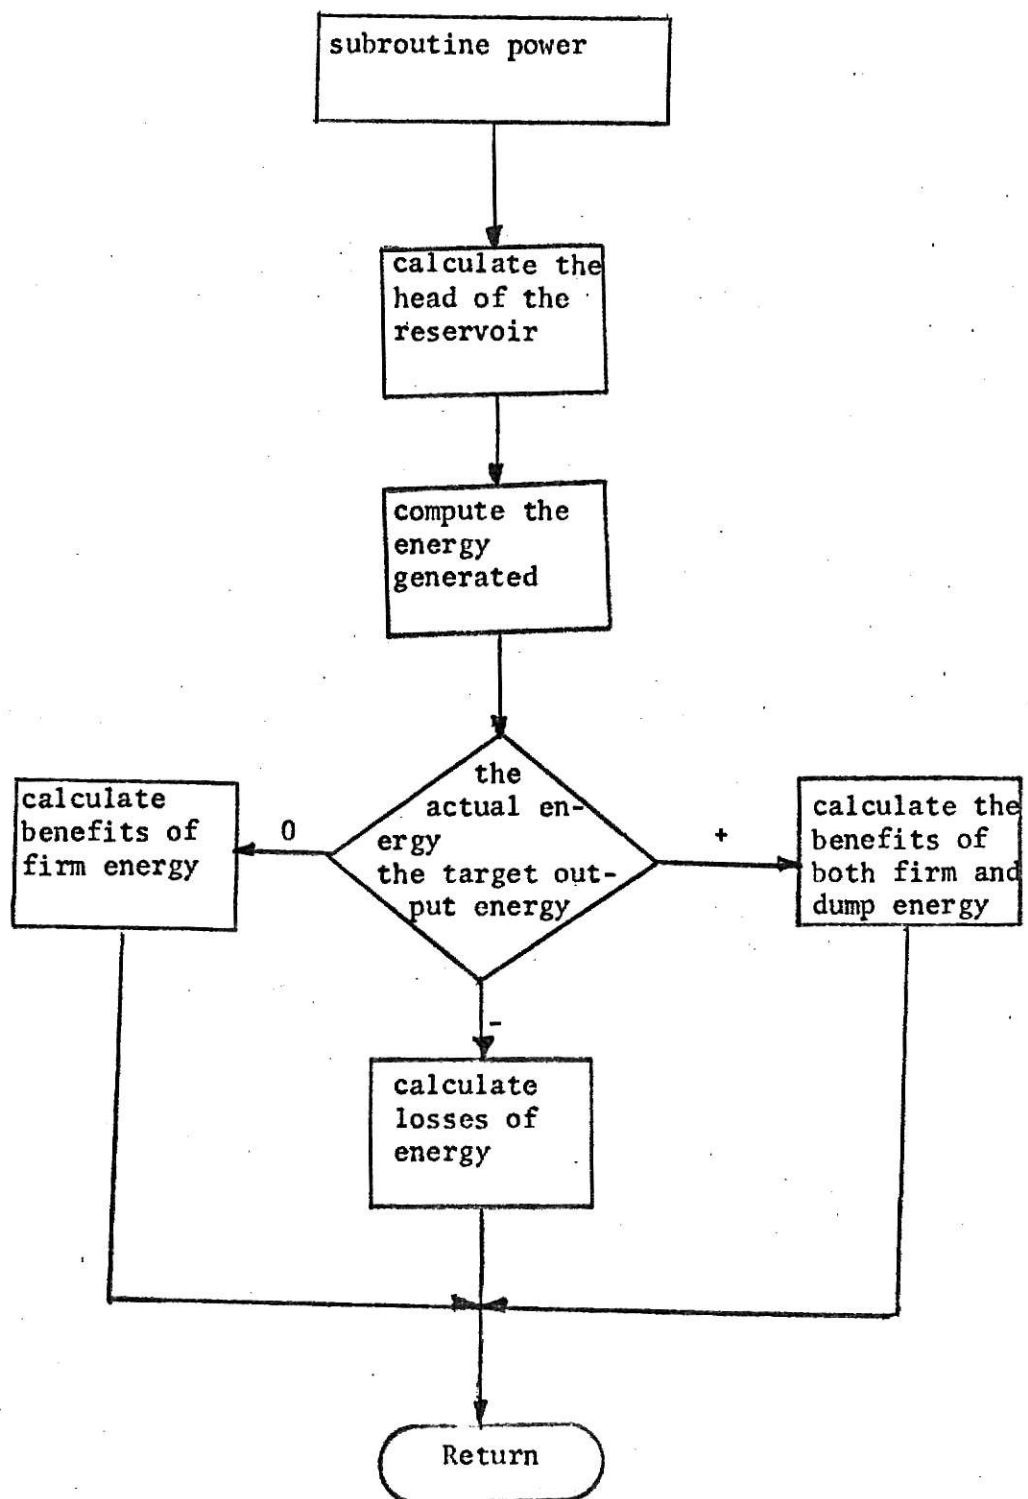 subroutine power
calculate the
head of the
reservoir
compute the
energy
generated
the
actual en-
ergy
the target out-
put energy
0
+
-
calculate
benefits of
firm energy
calculate the
benefits of
both firm and
dump energy
calculate
losses of
energy
Return